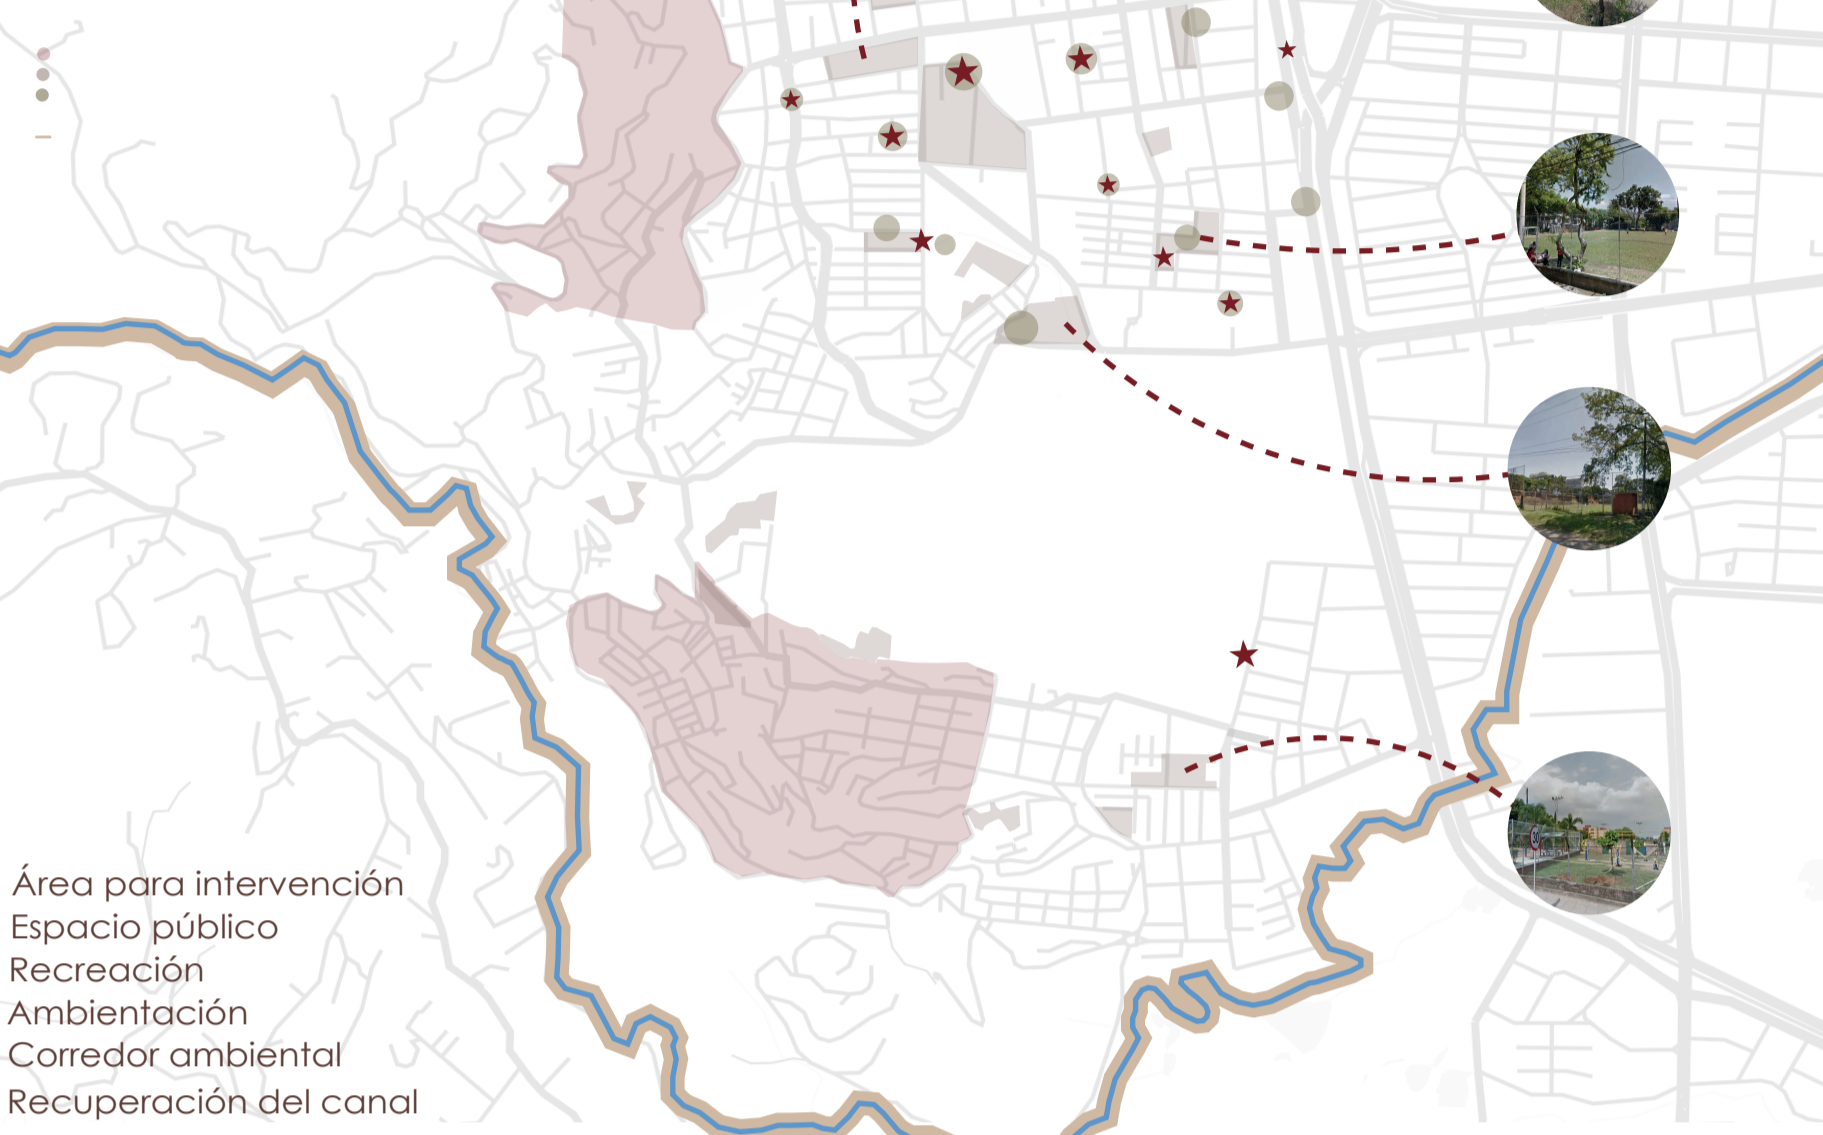 Área para intervención
Espacio público
Recreación
Ambientación
Corredor ambiental
Recuperación del canal